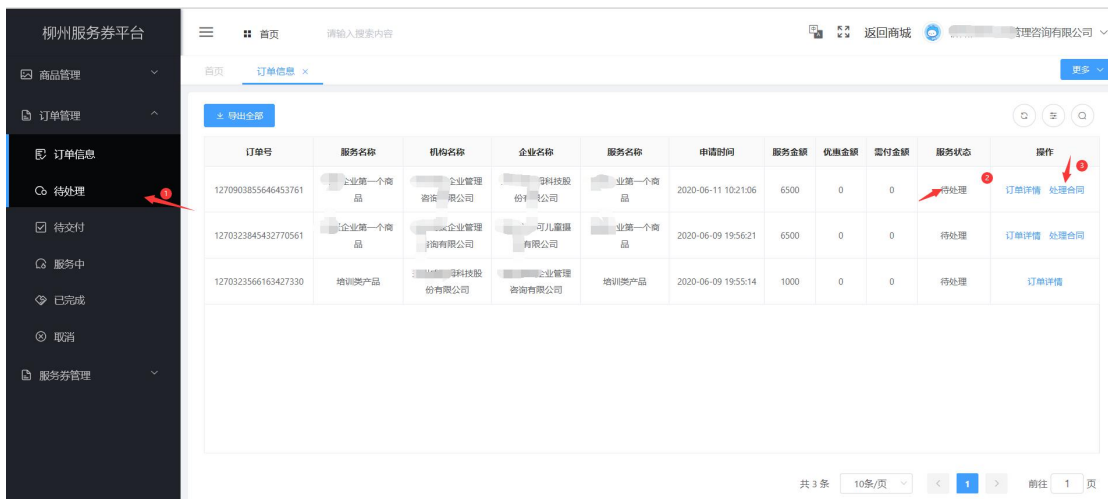 柳州服务券平台
首页
请输入搜索内容
返回商城
管理咨询有限公司
商品管理
首页
订单信息 ×
更多
订单管理
导出全部
订单信息
待处理
待交付
服务中
已完成
取消
服务券管理
订单号 服务名称 机构名称 企业名称 服务名称 申请时间 服务金额 优惠金额 需付金额 服务状态 操作
1 2 3
1270903855646453761 企业第一个商 企业管理 科技股 业第一个商 2020-06-11 10:21:06 6500 0 0 待处理 订单详情 处理合同
品 咨询 限公司 份有 公司 品
1270323845432770561 企业第一个商 企业管理 可儿童摄 业第一个商 2020-06-09 19:56:21 6500 0 0 待处理 订单详情 处理合同
品 咨询有限公司 有限公司 品
1270323566163427330 培训类产品 科技股 企业管理 培训类产品 2020-06-09 19:55:14 1000 0 0 待处理 订单详情
份有限公司 咨询有限公司
共 3 条 10条/页 < 1 > 前往 1 页